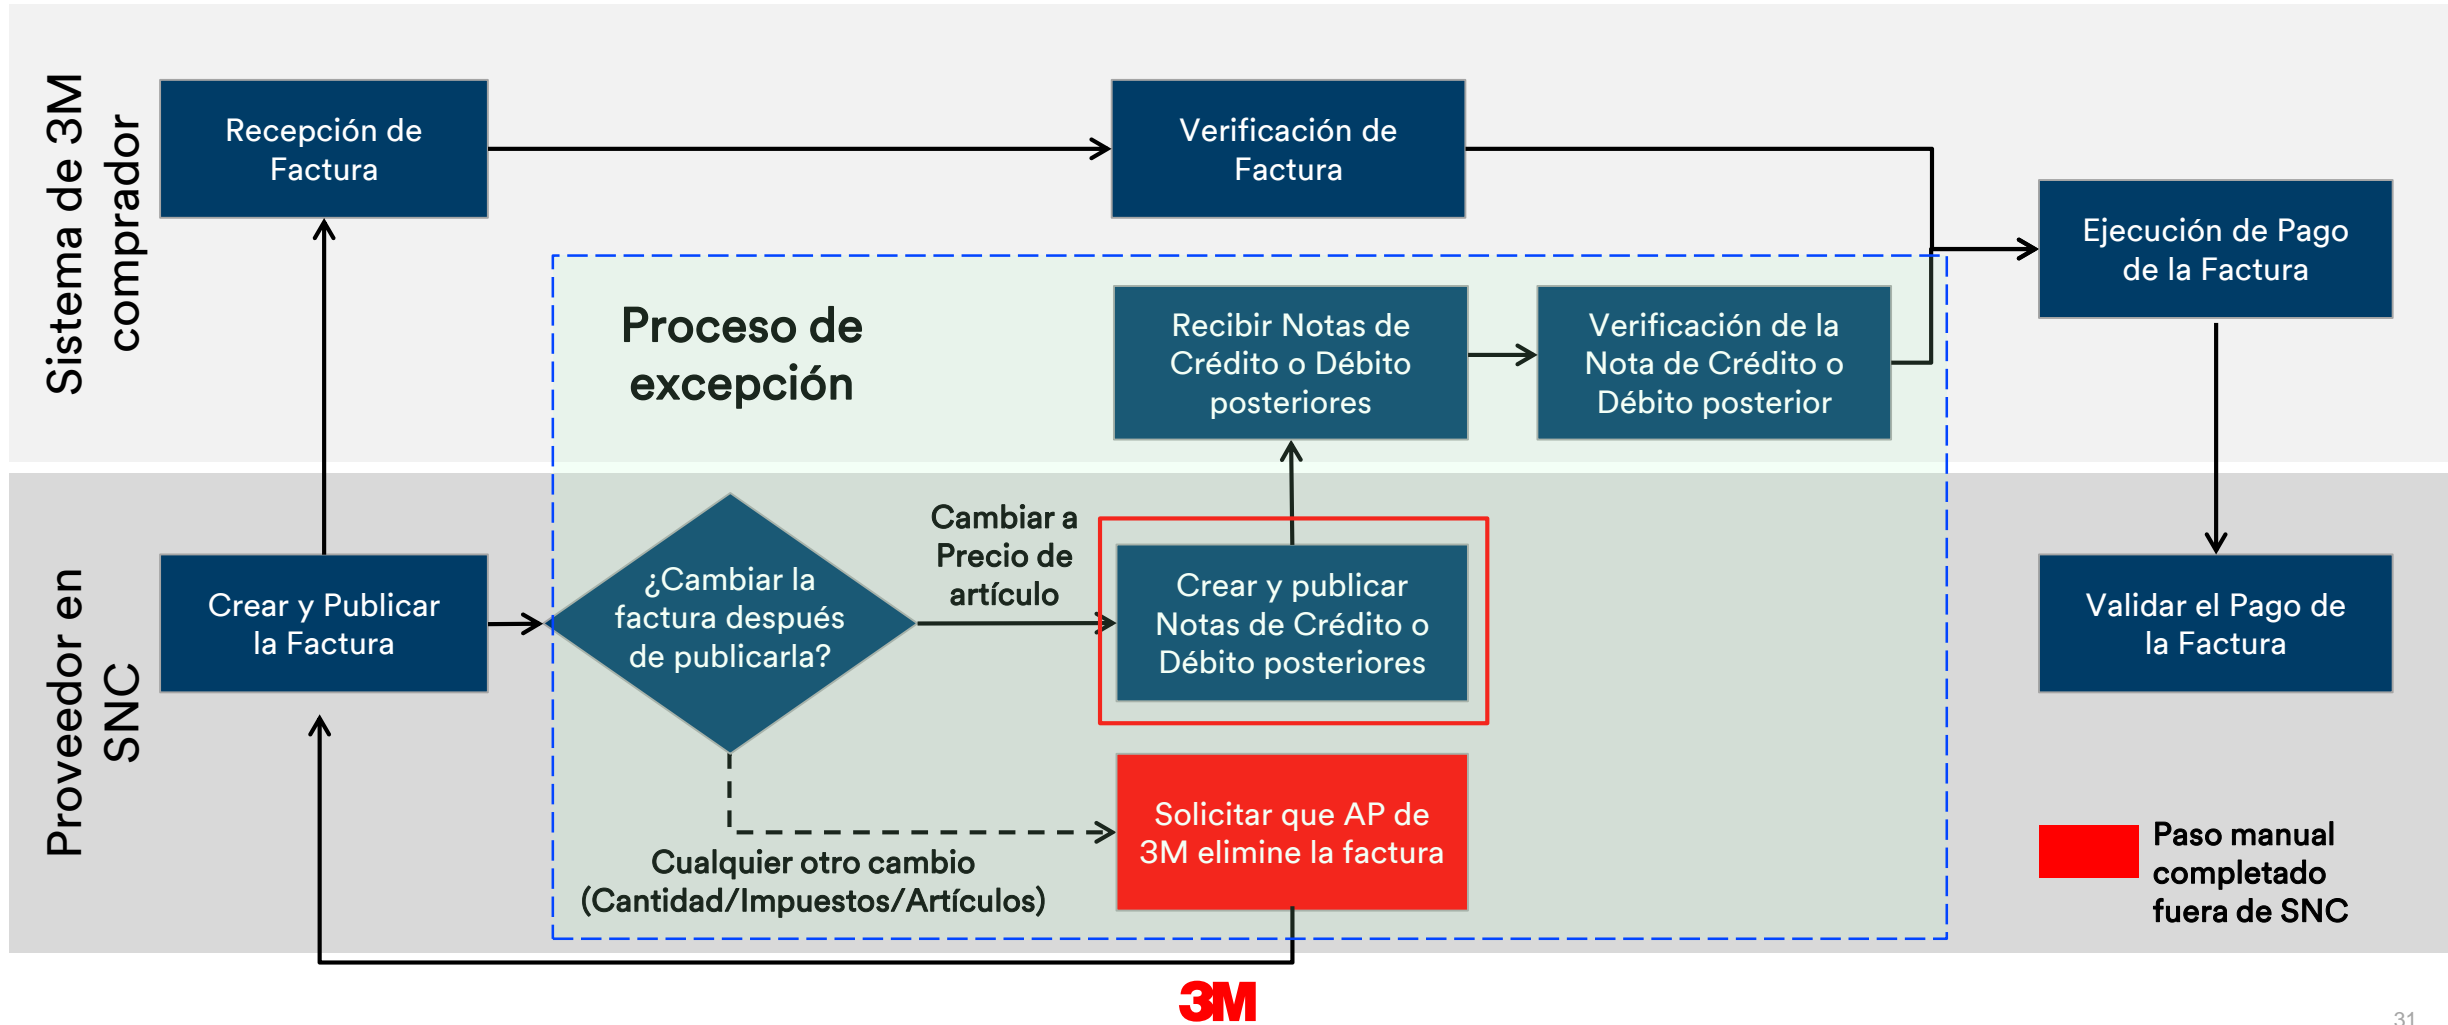 Sistema de 3M
comprador
Recepción de
Factura
Verificación de
Factura
Ejecución de Pago
de la Factura
Proceso de
excepción
Recibir Notas de
Crédito o Débito
posteriores
Verificación de la
Nota de Crédito o
Débito posterior
Proveedor en
SNC
Crear y Publicar
la Factura
¿Cambiar la
factura después
de publicarla?
Cambiar a
Precio de
artículo
Crear y publicar
Notas de Crédito o
Débito posteriores
Validar el Pago de
la Factura
Cualquier otro cambio
(Cantidad/Impuestos/Artículos)
Solicitar que AP de
3M elimine la factura
Paso manual
completado
fuera de SNC
3M
31